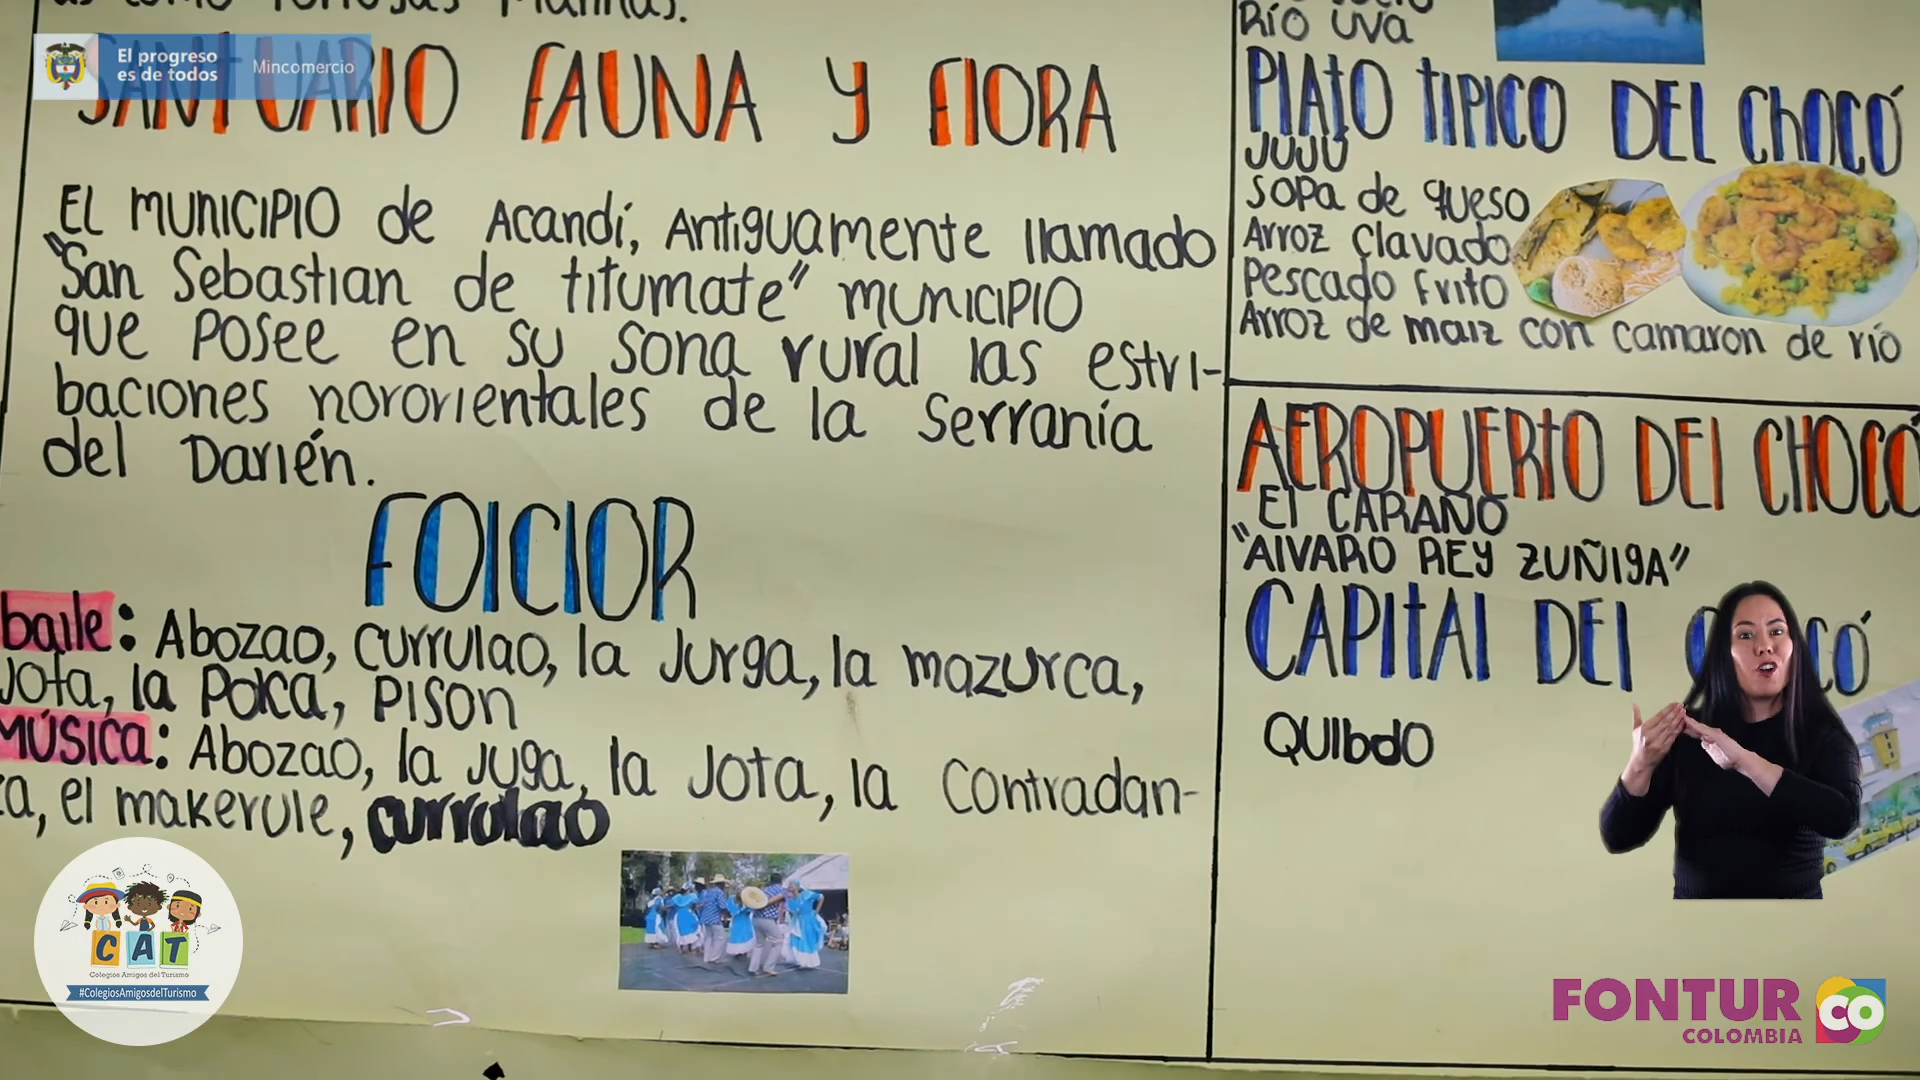 El progreso
es de todos
Mincomercio
SANTUARIO FAUNA Y FlORA
EL MUNICIPIO de Acandí, Antiguamente llamado
"San Sebastian de titumate" municipio
que posee en su sona rural las estri-
baciones nororientales de la Serranía
del Darién.
FOlClOR
baile: Abozao, currulao, la Jurga, la mazurca,
Jota, la Polca, Pison
MÚSICA: Abozao, la Juga, la Jota, la Contradan-
za, el makerule, currulao
Río UVA
PlAtO tIPICO DEL CHOCÓ
JUJÚ
Sopa de queso
Arroz clavado
Pescado frito
Arroz de maiz con camaron de río
AEROPUERtO DEl CHOCÓ
El CARAÑO
"AlVARO REY ZUÑIgA"
CAPItAl DEl
QUIbdO
CAT
Colegios Amigos del Turismo
#ColegiosAmigosdelTurismo
FONTUR
COLOMBIA
CO